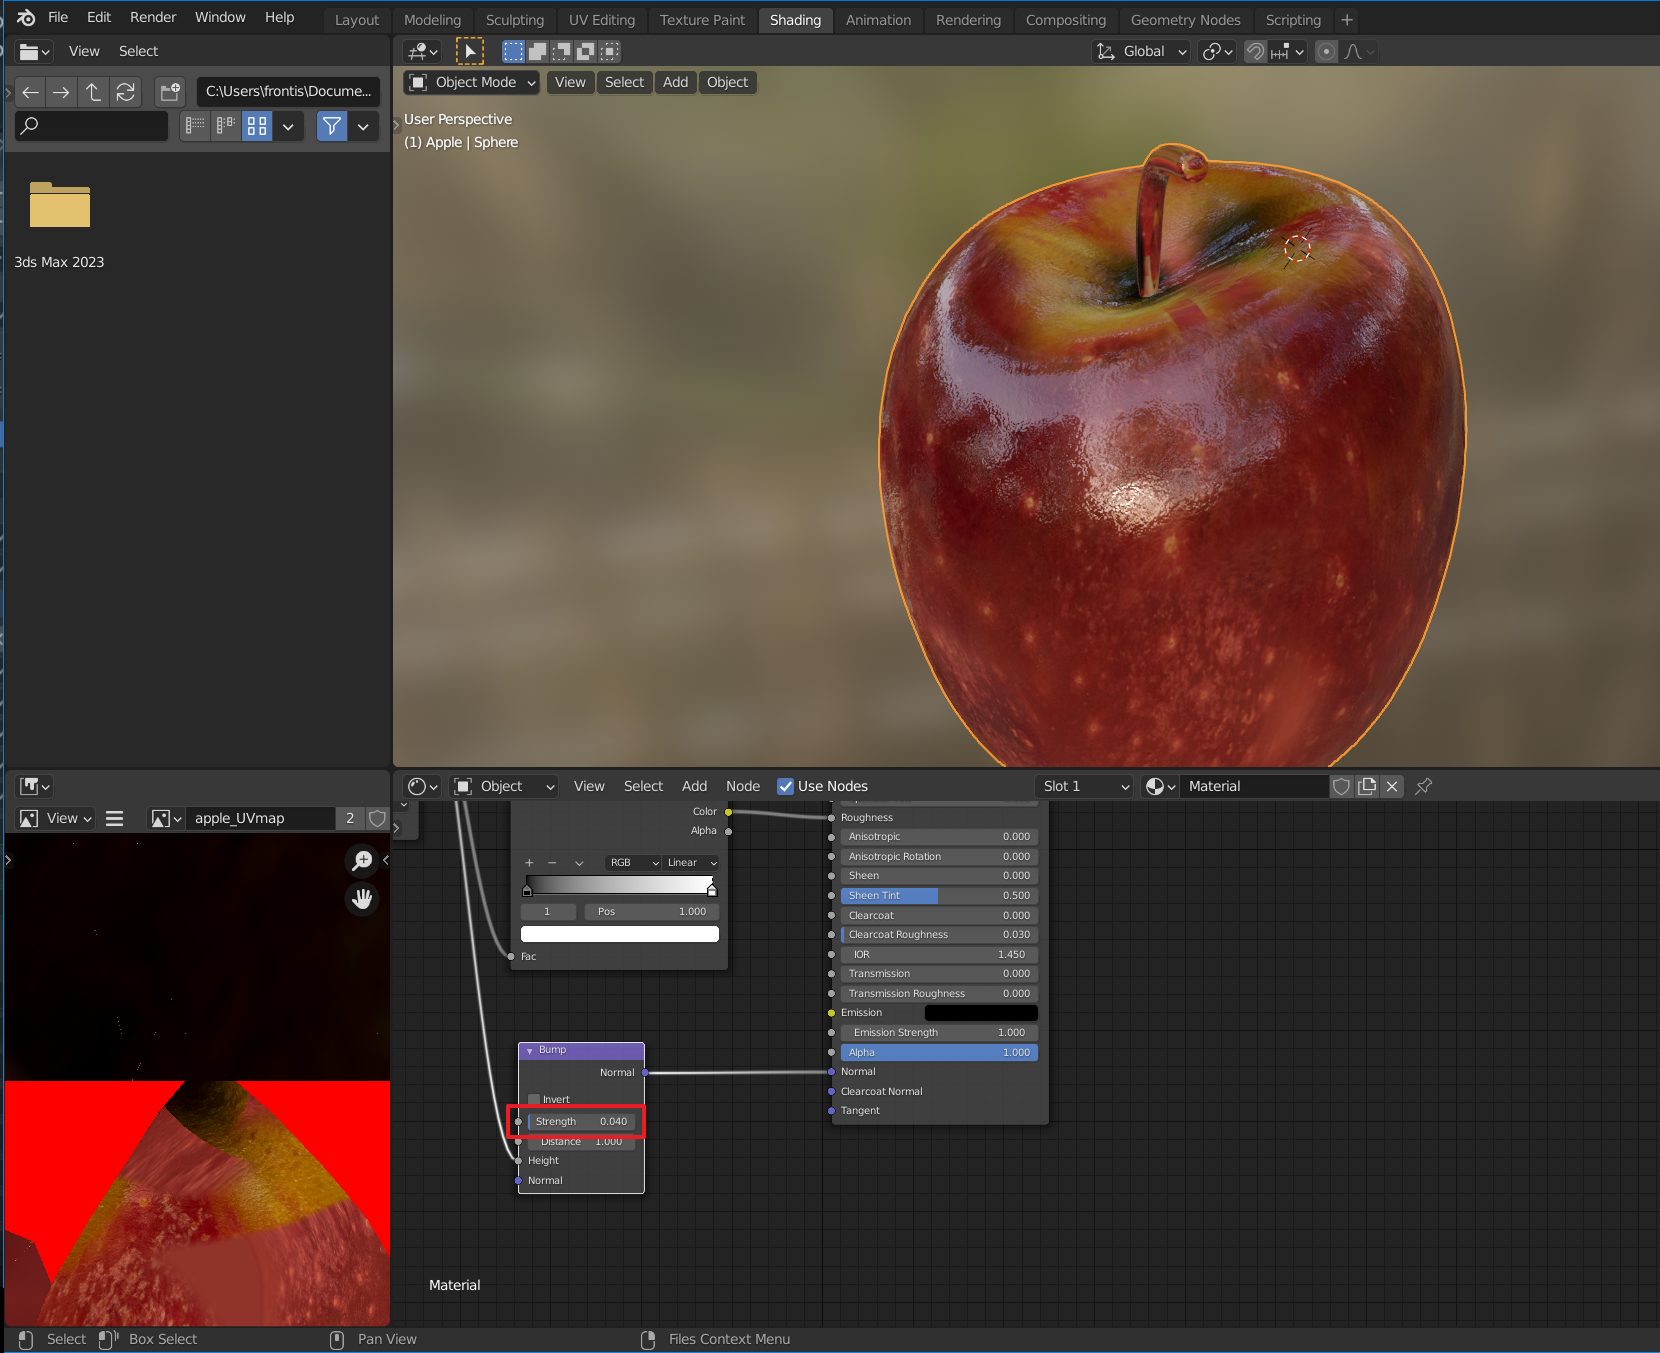 File Edit Render Window Help Layout Modeling Sculpting UV Editing Texture Paint Shading Animation Rendering Compositing Geometry Nodes Scripting +
View Select
Global
C:\Users\frontis\Docume...
Object Mode View Select Add Object
User Perspective
(1) Apple | Sphere
3ds Max 2023
Object View Select Add Node Use Nodes Slot 1 Material
View apple_UVmap 2
Color
Alpha
RGB Linear
1 Pos 1.000
Fac
Roughness
Anisotropic 0.000
Anisotropic Rotation 0.000
Sheen 0.000
Sheen Tint 0.500
Clearcoat 0.000
Clearcoat Roughness 0.030
IOR 1.450
Transmission 0.000
Transmission Roughness 0.000
Emission
Emission Strength 1.000
Alpha 1.000
Normal
Clearcoat Normal
Tangent
Bump
Normal
Invert
Strength 0.040
Distance 1.000
Height
Normal
Material
Select Box Select Pan View Files Context Menu